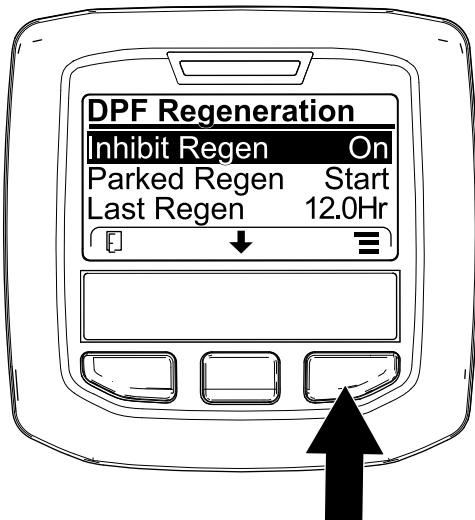 DPF Regeneration
Inhibit Regen On
Parked Regen Start
Last Regen 12.0Hr